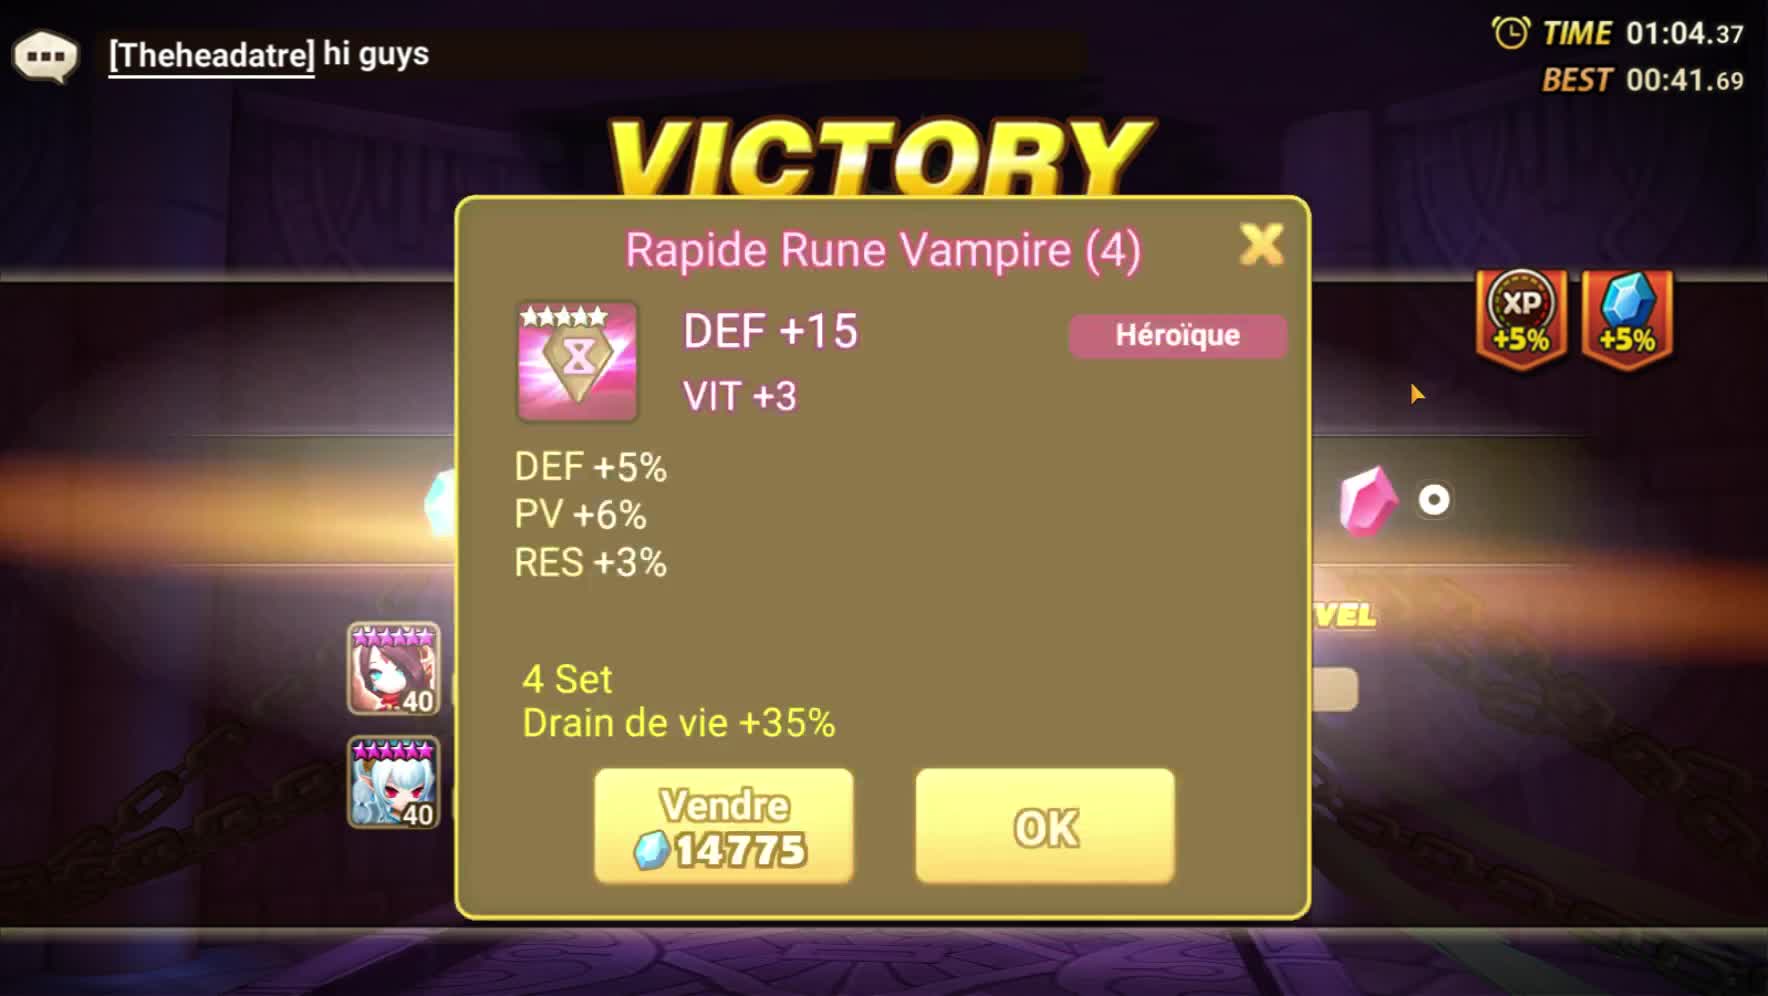 [Theheadatre] hi guys
TIME 01:04.37
BEST 00:41.69
VICTORY
Rapide Rune Vampire (4)
DEF +15
Héroïque
VIT +3
XP
+5%
+5%
DEF +5%
PV +6%
RES +3%
40
40
4 Set
Drain de vie +35%
Vendre
14775
OK